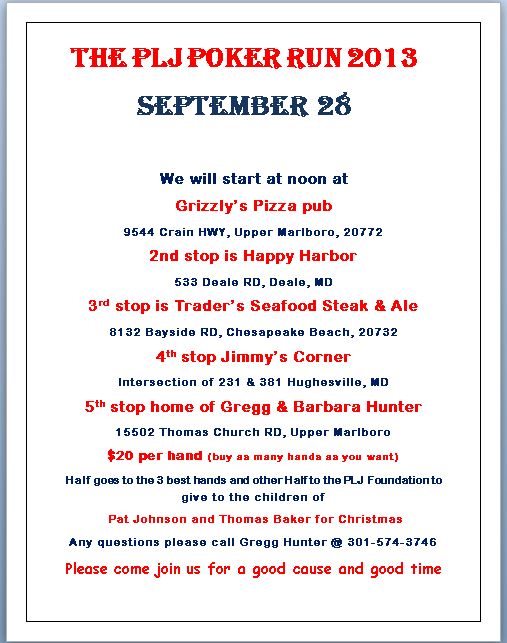 THE PLJ POKER RUN 2013
SEPTEMBER 28
We will start at noon at
Grizzly's Pizza pub
9544 Crain HWY, Upper Marlboro, 20772
2nd stop is Happy Harbor
533 Deale RD, Deale, MD
3rd stop is Trader's Seafood Steak & Ale
8132 Bayside RD, Chesapeake Beach, 20732
4th stop Jimmy's Corner
Intersection of 231 & 381 Hughesville, MD
5th stop home of Gregg & Barbara Hunter
15502 Thomas Church RD, Upper Marlboro
$20 per hand (buy as many hands as you want)
Half goes to the 3 best hands and other Half to the PLJ Foundation to
give to the children of
Pat Johnson and Thomas Baker for Christmas
Any questions please call Gregg Hunter @ 301-574-3746
Please come join us for a good cause and good time